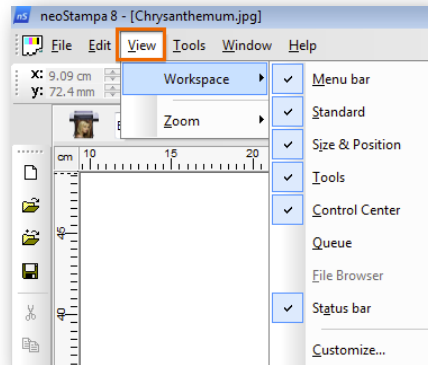 nS neoStampa 8 - [Chrysanthemum.jpg]
File Edit View Tools Window Help
X: 9.09 cm
y: 72.4 mm
Workspace
Zoom
Menu bar
Standard
Size & Position
Tools
Control Center
Queue
File Browser
Status bar
Customize...
cm 10 15 20
45
40